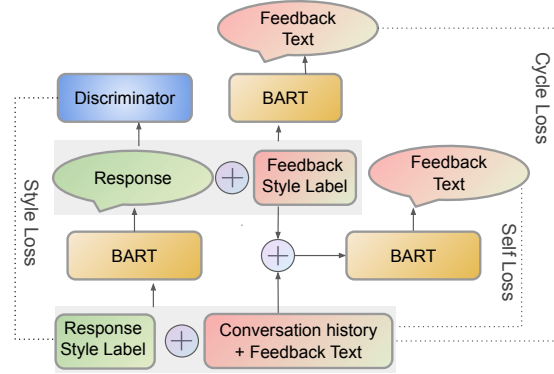 Feedback
Text
Discriminator
BART
Cycle Loss
Response
Feedback
Style Label
Feedback
Text
Style Loss
BART
BART
Self Loss
Response
Style Label
Conversation history
+ Feedback Text